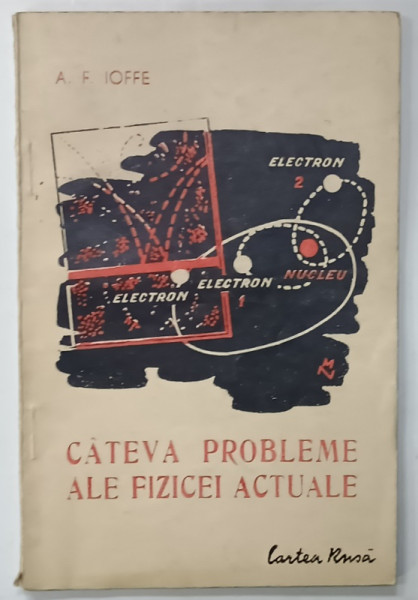 A. F. IOFFE
ELECTRON
2
NUCLEU
ELECTRON
ELECTRON
1
CÂTEVA PROBLEME
ALE FIZICEI ACTUALE
Cartea Rusă